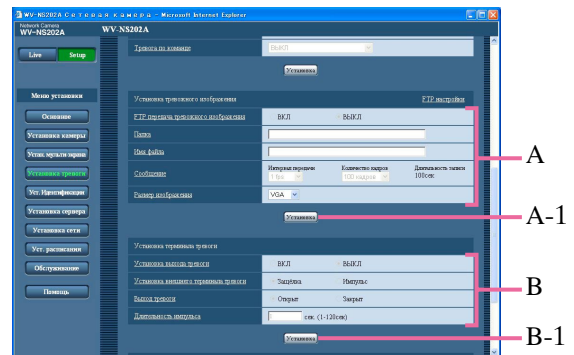 WV-NS202A Сетевая камера - Microsoft Internet Explorer
Network Camera
WV-NS202A
WV-NS202A
Live
Setup
Тревога по команде
ВЫКЛ
Установка
Меню установки
Основное
Установка камеры
Устан. мульти экрана
Установка тревоги
Уст. Идентификации
Установка сервера
Установка сети
Уст. расписания
Обслуживание
Помощь
Установка тревожного изображения
FTP настройки
FTP передача тревожного изображения
ВКЛ
ВЫКЛ
Папка
Имя файла
Сообщение
Интервал передачи
1 fps
Количество кадров
100 кадров
Длительность записи
100сек
Размер изображения
VGA
Установка
Установка терминала тревоги
Установка выхода тревоги
ВКЛ
ВЫКЛ
Установка внешнего терминала тревоги
Защёлка
Импульс
Выход тревоги
Открыт
Закрыт
Длительность импульса
1
сек. (1-120сек)
Установка
A
A-1
B
B-1